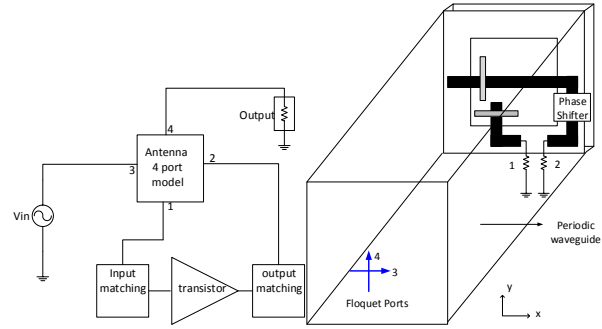 Phase
Shifter
Output
4
Antenna
4 port
model
2
3
1
1
2
Vin
4
3
Periodic
waveguide
Input
matching
transistor
output
matching
Floquet Ports
y
x